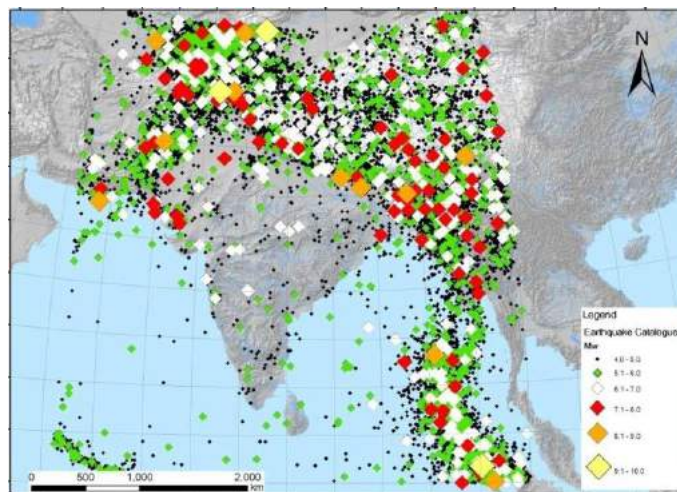 N
Legend
Earthquake Catalogue
Mw
4.0 - 5.0
5.1 - 6.0
6.1 - 7.0
7.1 - 8.0
8.1 - 9.0
9.1 - 10.0
0 500 1,000 2,000
km